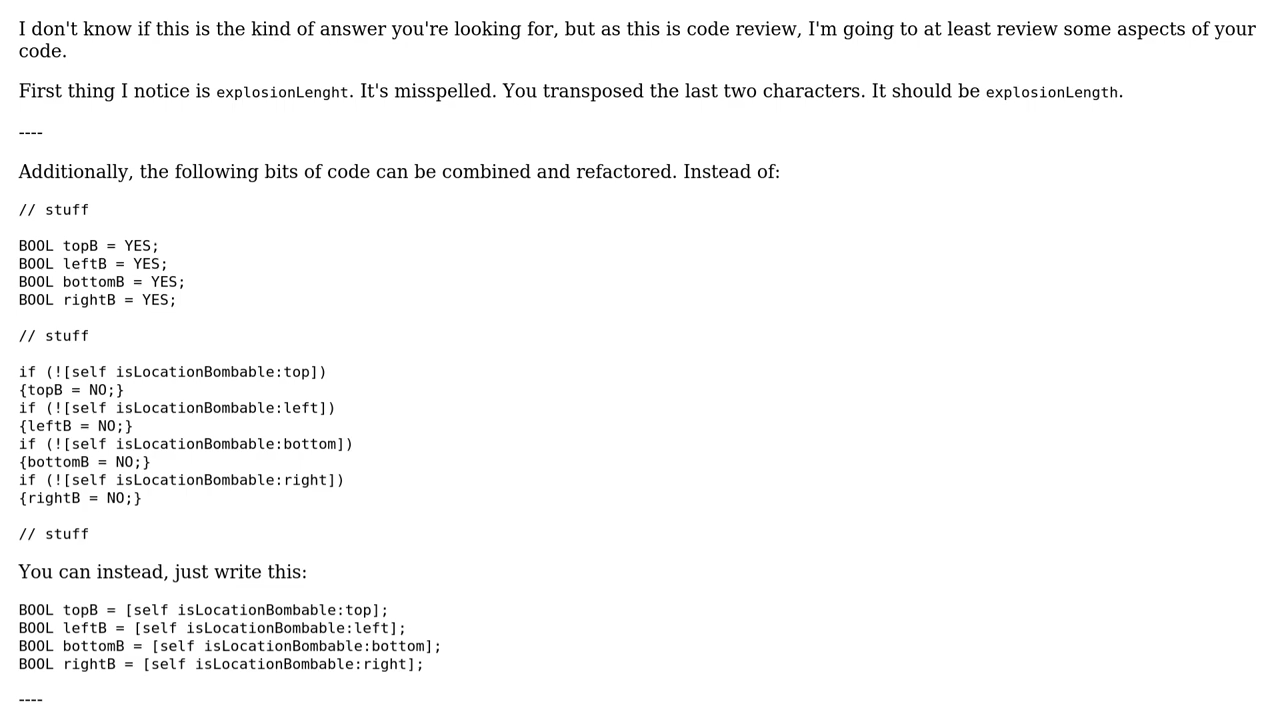 I don't know if this is the kind of answer you're looking for, but as this is code review, I'm going to at least review some aspects of your
code.
First thing I notice is explosionLenght. It's misspelled. You transposed the last two characters. It should be explosionLength.
----
Additionally, the following bits of code can be combined and refactored. Instead of:
// stuff
BOOL topB = YES;
BOOL leftB = YES;
BOOL bottomB = YES;
BOOL rightB = YES;
// stuff
if (![self isLocationBombable:top])
{topB = NO;}
if (![self isLocationBombable:left])
{leftB = NO;}
if (![self isLocationBombable:bottom])
{bottomB = NO;}
if (![self isLocationBombable:right])
{rightB = NO;}
// stuff
You can instead, just write this:
BOOL topB = [self isLocationBombable:top];
BOOL leftB = [self isLocationBombable:left];
BOOL bottomB = [self isLocationBombable:bottom];
BOOL rightB = [self isLocationBombable:right];
----